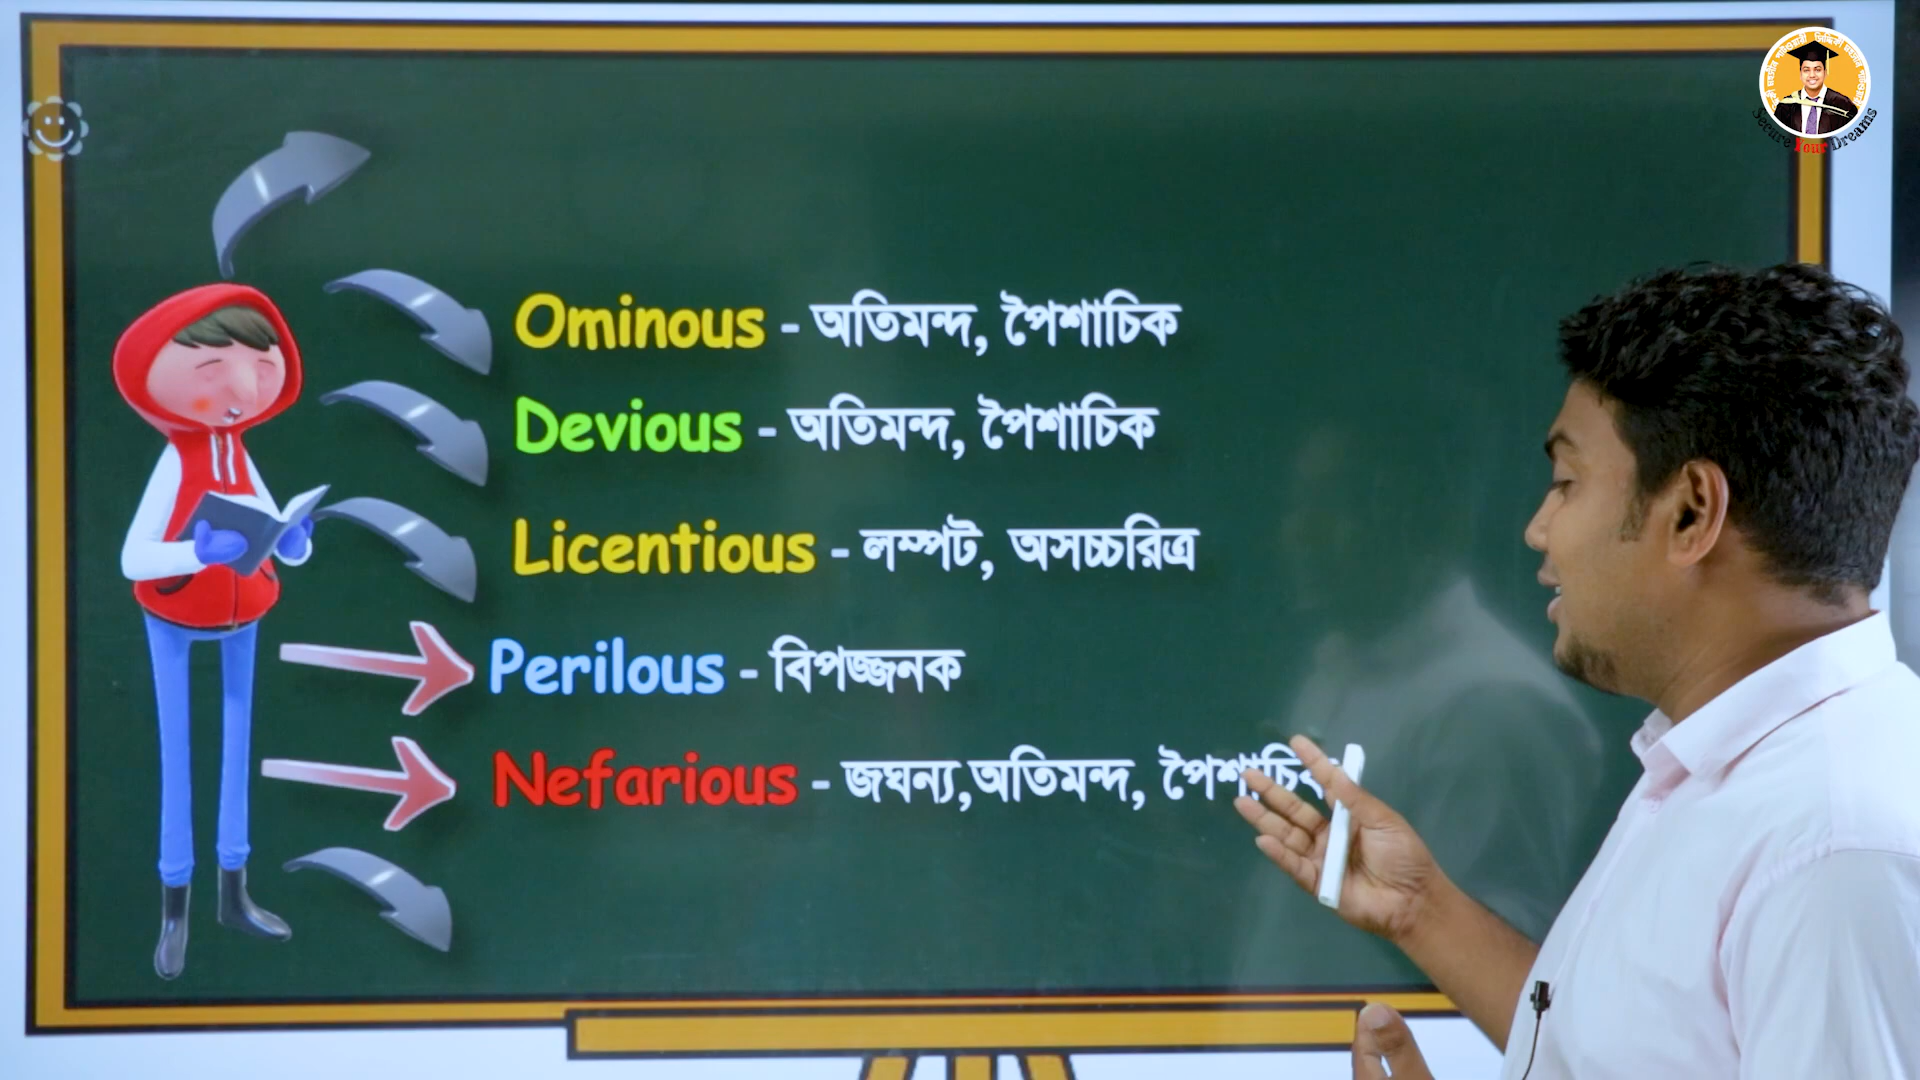 Ominous - অতিমন্দ, পৈশাচিক
Devious - অতিমন্দ, পৈশাচিক
Licentious - লম্পট, অসচ্চরিত্র
Perilous - বিপজ্জনক
Nefarious - জঘন্য,অতিমন্দ, পৈশাচিক
Secure Your Dreams